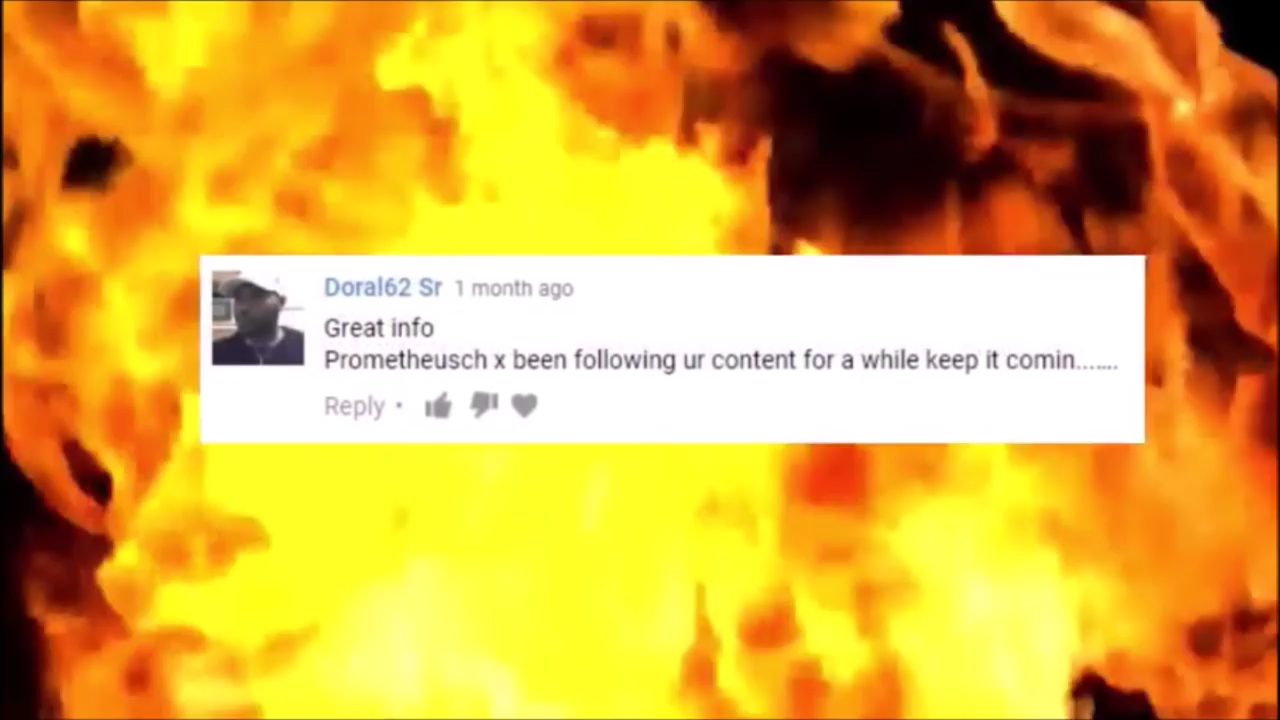 Doral62 Sr 1 month ago
Great info
Prometheusch x been following ur content for a while keep it comin.......
Reply •